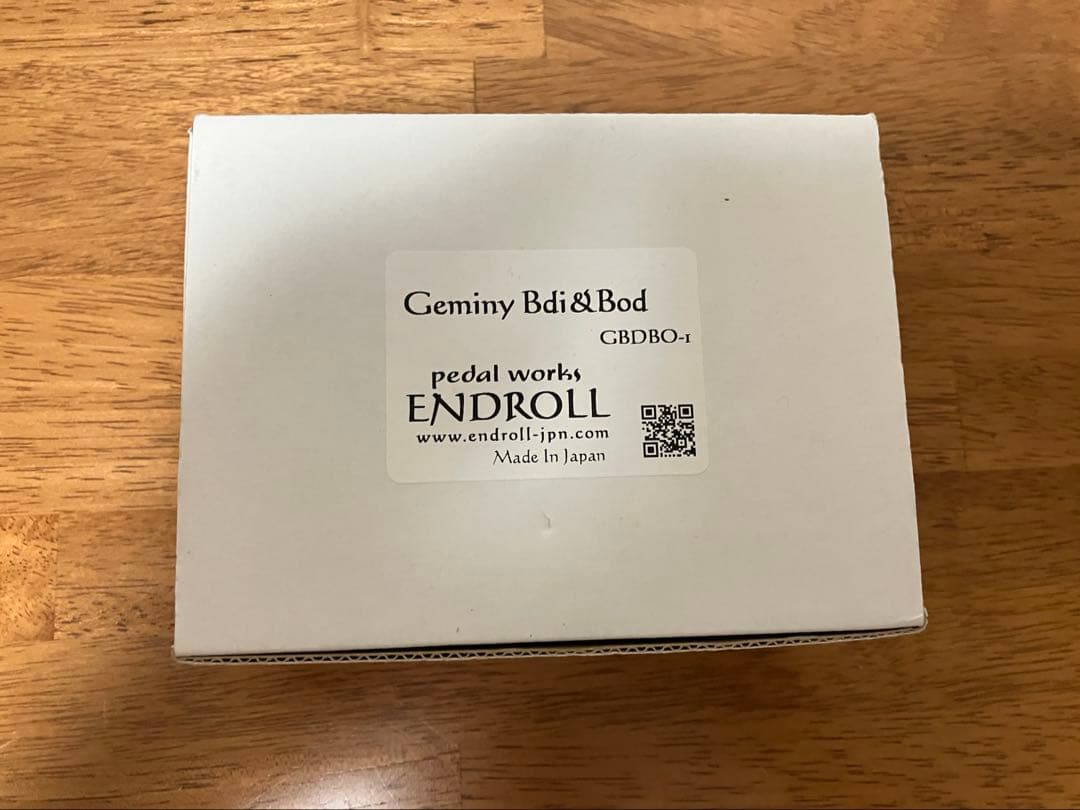 Geminy Bdi&Bod
GBDBO-1
pedal works
ENDROLL
www.endroll-jpn.com
Made In Japan